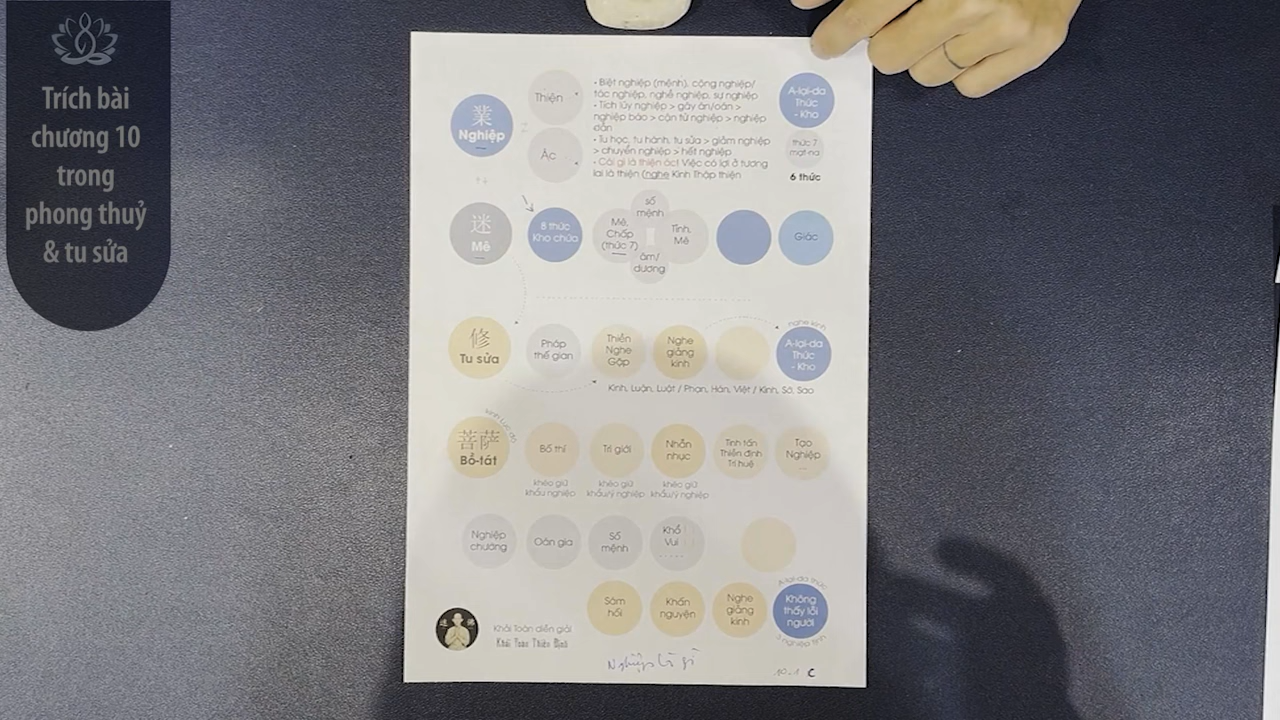 Trích bài
chương 10
trong
phong thuỷ
& tu sửa
業
Nghiệp
Thiện
Ác
• Biệt nghiệp (mệnh), cộng nghiệp/
tác nghiệp, nghề nghiệp, sự nghiệp
• Tích lũy nghiệp > gây ân/oán >
nghiệp báo > cận tử nghiệp > nghiệp
dẫn
• Tu học, tu hành, tu sửa > giảm nghiệp
> chuyển nghiệp > hết nghiệp
• Cái gì là thiện ác? Việc có lợi ở tương
lai là thiện (nghe Kinh Thập thiện
A-lại-da
Thức
- Kho
thức 7
mạt-na
6 thức
迷
Mê
8 thức
Kho chứa
Mê,
Chấp
(thức 7)
số
mệnh
âm/
dương
Tỉnh,
Mê
Giác
修
Tu sửa
Pháp
thế gian
Thiền
Nghe
Gộp
Nghe
giảng
kinh
nghe kinh
A-lại-da
Thức
- Kho
Kinh, Luận, Luật / Phạn, Hán, Việt / Kinh, Sớ, Sao
菩萨
Bồ-tát
Bố thí
Trì giới
Nhẫn
nhục
Tinh tấn
Thiền định
Trí huệ
Tạo
Nghiệp
...
khéo giữ
khẩu nghiệp
khéo giữ
khẩu/ý nghiệp
khéo giữ
khẩu/ý nghiệp
Nghiệp
chướng
Oán gia
Số
mệnh
Khổ
Vui
Sám
hối
Khấn
nguyện
Nghe
giảng
kinh
A-lại-da thức
Không
thấy lỗi
người
3 nghiệp tịnh
Khải Toàn diễn giải
Khải Toàn Thiên Định
Nghiệp là gì
10.1 C